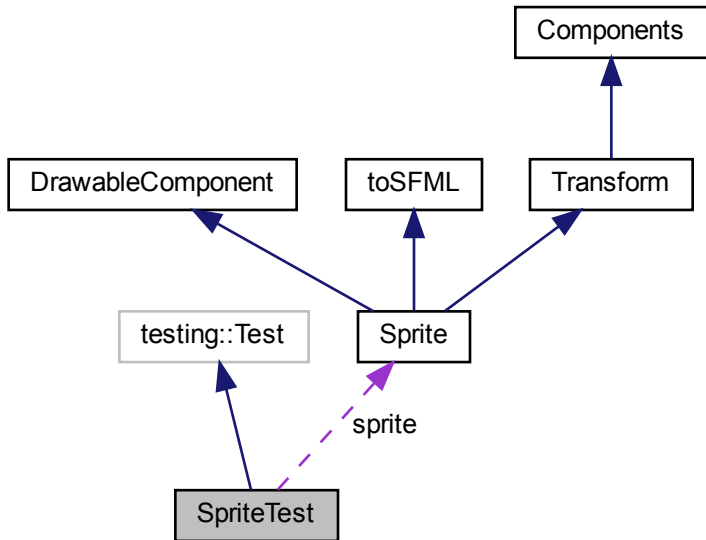 Components
DrawableComponent
toSFML
Transform
testing::Test
Sprite
sprite
SpriteTest